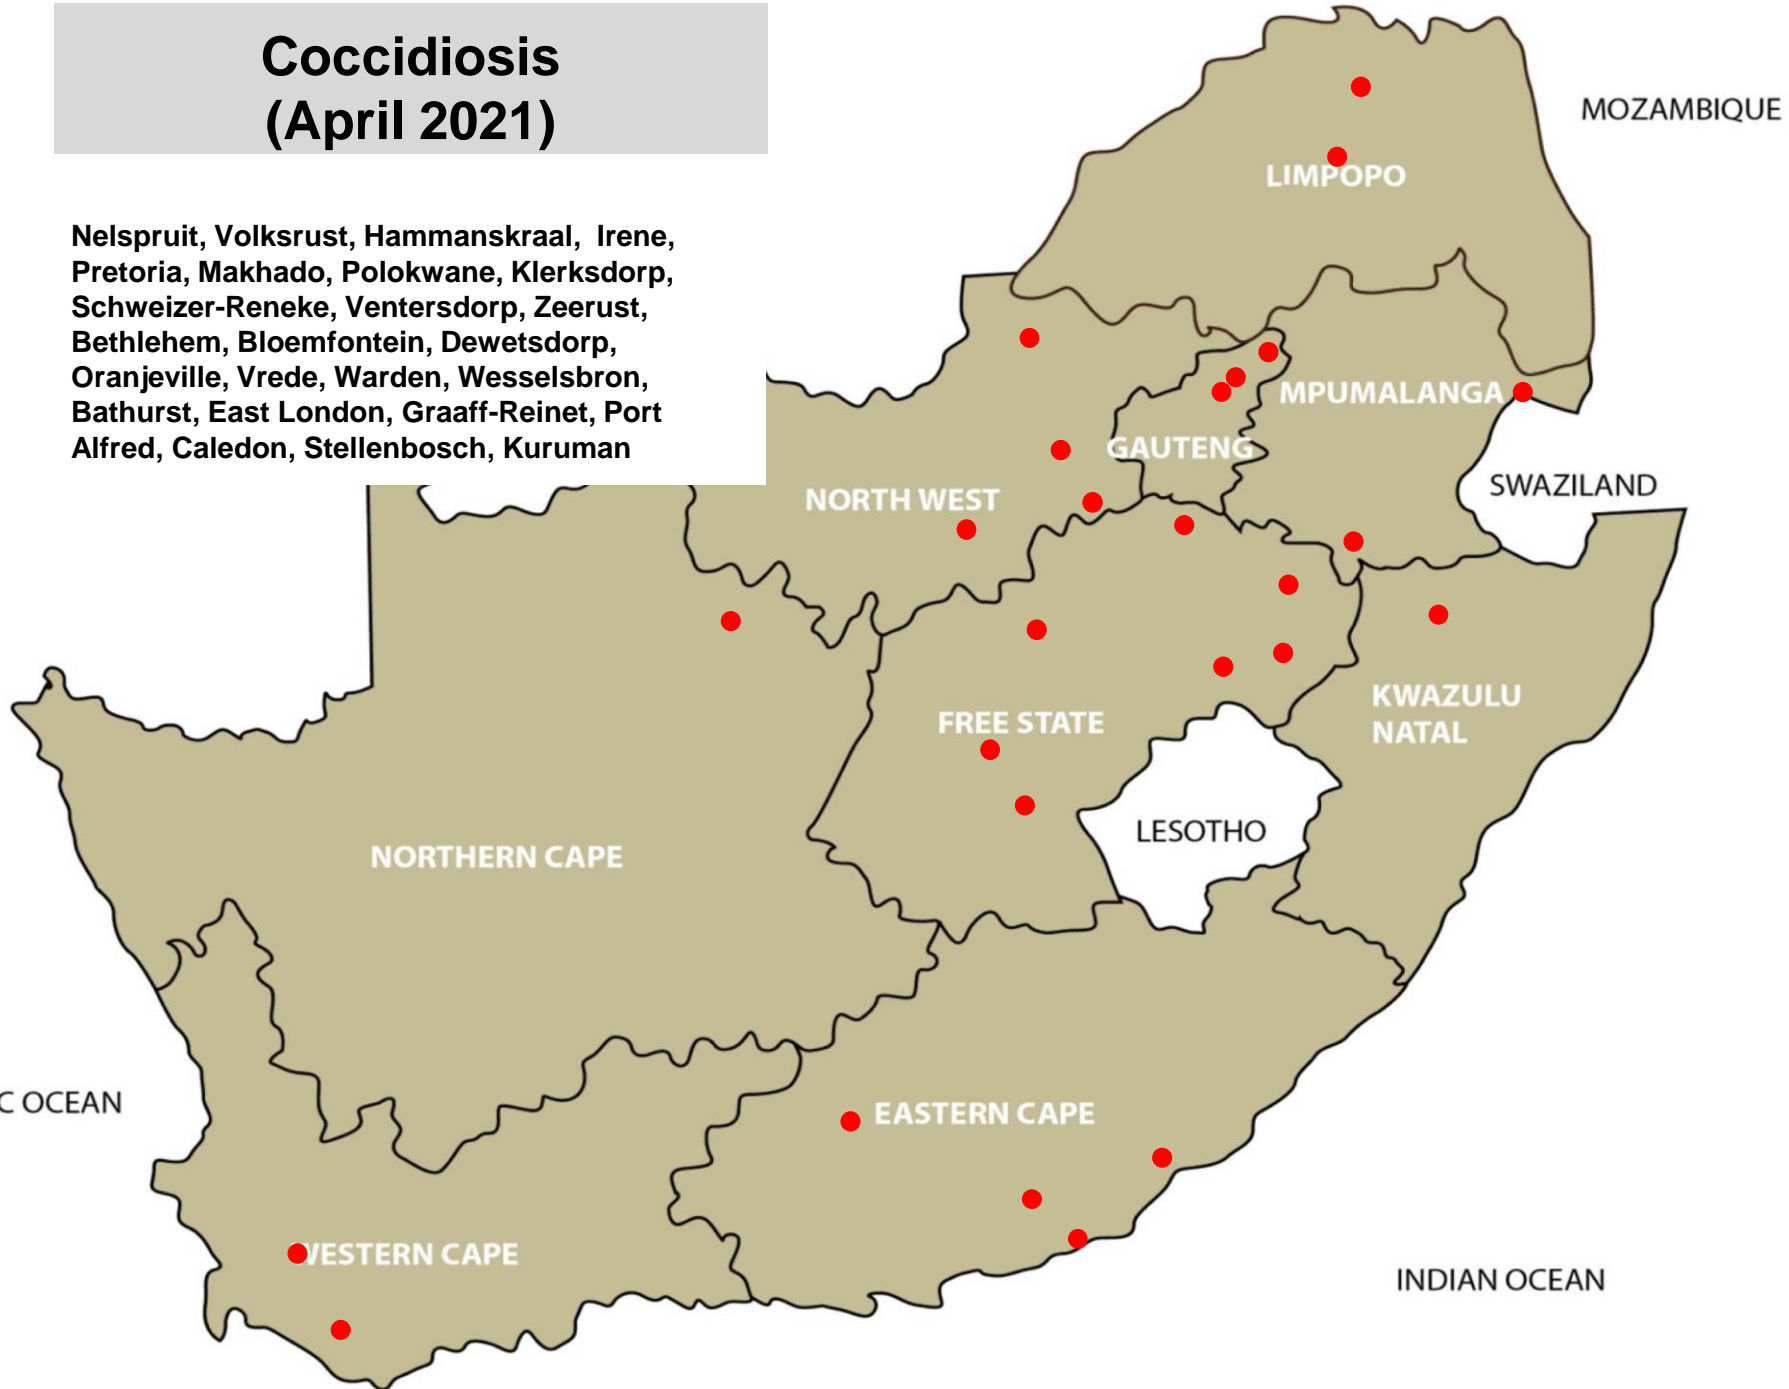 Coccidiosis
(April 2021)
Nelspruit, Volksrust, Hammanskraal, Irene,
Pretoria, Makhado, Polokwane, Klerksdorp,
Schweizer-Reneke, Ventersdorp, Zeerust,
Bethlehem, Bloemfontein, Dewetsdorp,
Oranjeville, Vrede, Warden, Wesselsbron,
Bathurst, East London, Graaff-Reinet, Port
Alfred, Caledon, Stellenbosch, Kuruman
MOZAMBIQUE
LIMPOPO
MPUMALANGA
GAUTENG
SWAZILAND
NORTH WEST
KWAZULU
NATAL
FREE STATE
LESOTHO
NORTHERN CAPE
C OCEAN
EASTERN CAPE
WESTERN CAPE
INDIAN OCEAN